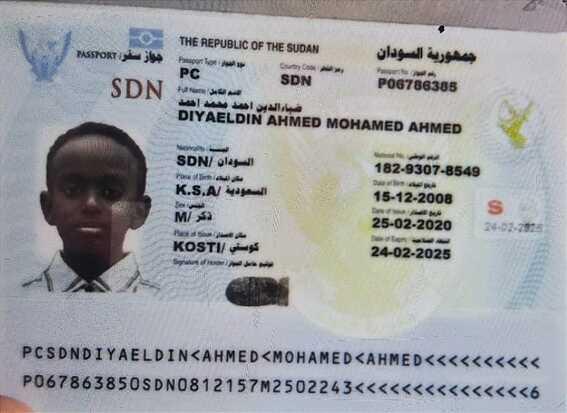 THE REPUBLIC OF THE SUDAN جمهورية السودان
PASSPORT / جواز سفر
Passport Type / نوع الجواز Country Code / رمز القطر Passport No / رقم الجواز
PC SDN P06786385
SDN
Full Name / الاسم الكامل
ضياءالدين احمد محمد احمد
DIYAELDIN AHMED MOHAMED AHMED
Nationality / الجنسية National No. / الرقم الوطني
SDN/ السودان 182-9307-8549
Place of Birth / مكان الميلاد Date of Birth / تاريخ الميلاد
K.S.A/ السعودية 15-12-2008
Sex / الجنس Date of Issue / تاريخ الاصدار
M/ ذكر 25-02-2020
Place of Issue / مكان الاصدار Date of Expiry /
KOSTI/ كوستي 24-02-2025
Signature of Holder / توقيع حامل الجواز
S
24-02-2025
PCSDNDIYAELDIN<AHMED<MOHAMED<AHMED<<<<<<<<<<
P067863850SDN0812157M2502243<<<<<<<<<<<<<<<6